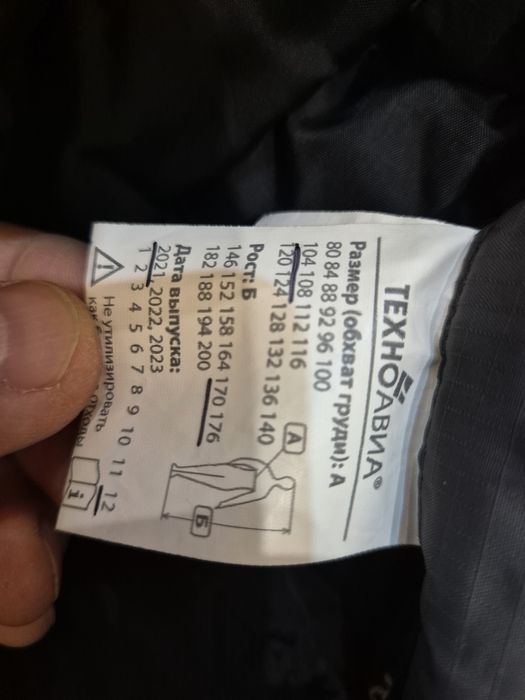 ТЕХНОАВИА®
Размер (обхват груди): А
80 84 88 92 96 100
104 108 112 116
120 124 128 132 136 140
Рост: Б
146 152 158 164 170 176
182 188 194 200
Дата выпуска:
2021, 2022, 2023
1 2 3 4 5 6 7 8 9 10 11 12
Не утилизировать
как отходы
А
Б
i